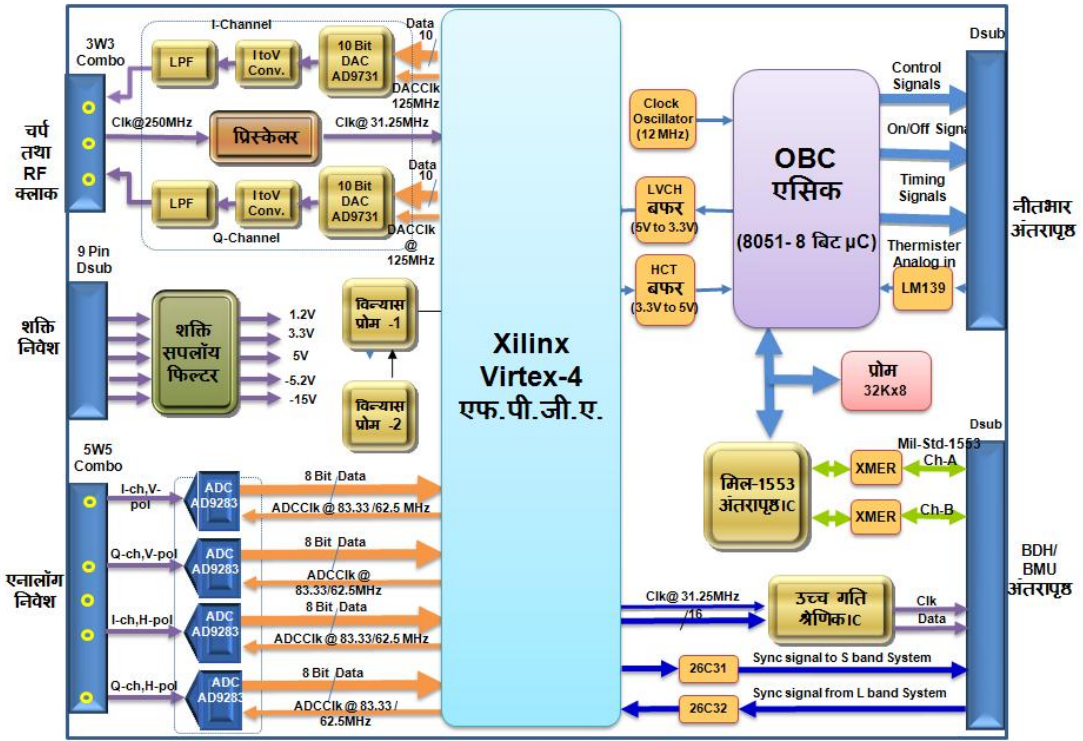 3W3
Combo
चर्प
तथा
RF
क्लाक
I-Channel
LPF
I to V
Conv.
10 Bit
DAC
AD9731
Data
10
DACClk
125MHz
Clk@250MHz
प्रिस्केलर
Clk@ 31.25MHz
LPF
I toV
Conv.
10 Bit
DAC
AD9731
Q-Channel
Data
10
DACClk
@
125MHz
9 Pin
Dsub
शक्ति
निवेश
शक्ति
सपलॉय
फिल्टर
1.2V
3.3V
5V
-5.2V
-15V
विन्यास
प्रोम -1
विन्यास
प्रोम -2
5W5
Combo
एनालॉग
निवेश
I-ch,V-
pol
ADC
AD9283
8 Bit Data
ADCClk @ 83.33 /62.5 MHz
Q-ch,V-pol
ADC
AD9283
8 Bit Data
ADCClk @
83.33/62.5MHz
I-ch,H-pol
ADC
AD9283
8 Bit Data
ADCClk @ 83.33/62.5 MHz
Q-ch,H-pol
ADC
AD9283
8 Bit Data
ADCClk @ 83.33 /
62.5MHz
Xilinx
Virtex-4
एफ.पी.जी.ए.
Clock
Oscillator
(12 MHz)
LVCH
बफर
(5V to 3.3V)
HCT
बफर
(3.3V to 5V)
OBC
एसिक
(8051- 8 बिट µC)
Dsub
Control
Signals
On/Off Signa
Timing
Signals
Thermister
Analog in
LM139
नीतभार
अंतरापृष्ठ
प्रोम
32Kx8
मिल-1553
अंतरापृष्ठIC
XMER
XMER
Mil-Std-1553
Ch-A
Ch-B
Dsub
BDH/
BMU
अंतरापृष्ठ
Clk@ 31.25MHz
16
उच्च गति
श्रेणिकIC
Clk
Data
26C31
Sync signal to S band System
26C32
Sync signal from L band System